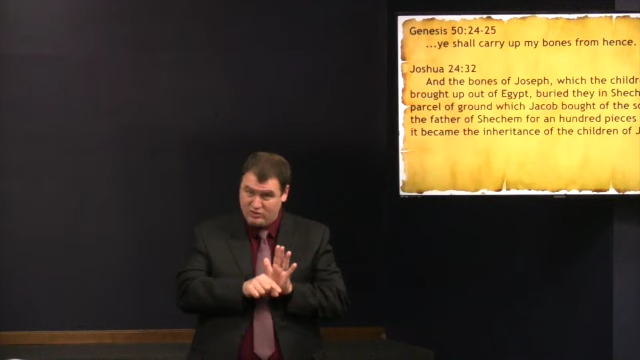 Genesis 50:24-25
...ye shall carry up my bones from hence.
Joshua 24:32
And the bones of Joseph, which the
brought up out of Egypt, buried they in
parcel of ground which Jacob bought of the
the father of Shechem for an hundred pieces
it became the inheritance of the children of